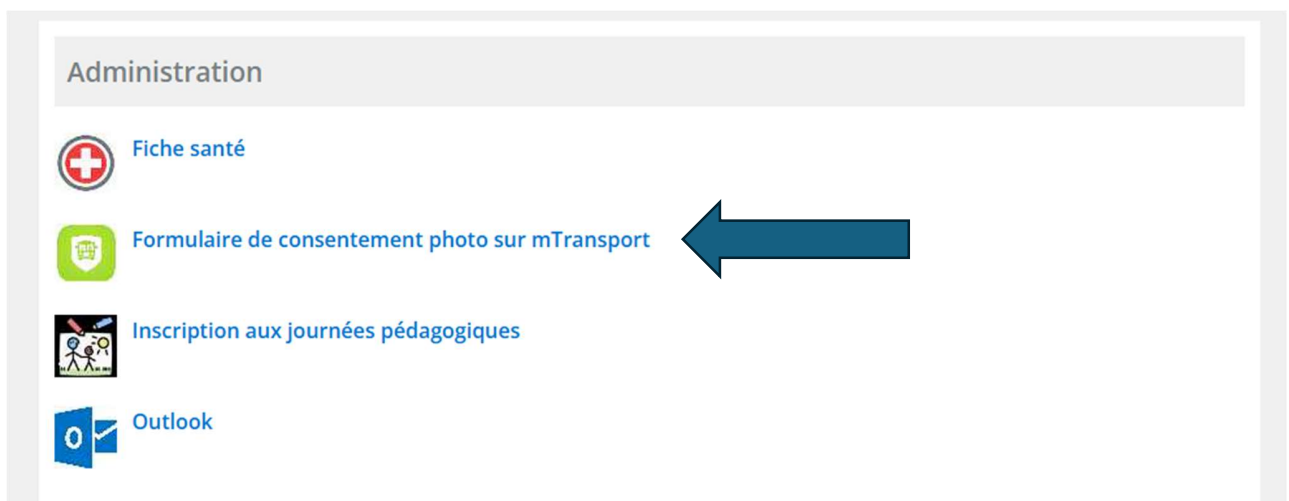 Administration
Fiche santé
Formulaire de consentement photo sur mTransport
Inscription aux journées pédagogiques
Outlook